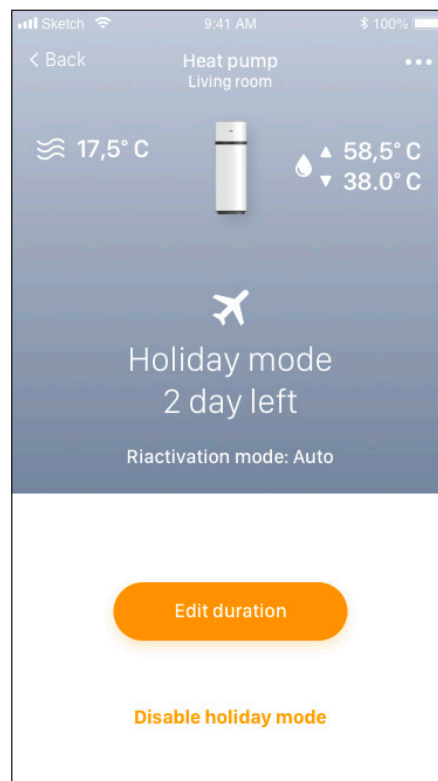 Sketch 9:41 AM 100%
< Back Heat pump •••
Living room
17,5° C
▲ 58,5° C
▼ 38.0° C
Holiday mode
2 day left
Riactivation mode: Auto
Edit duration
Disable holiday mode